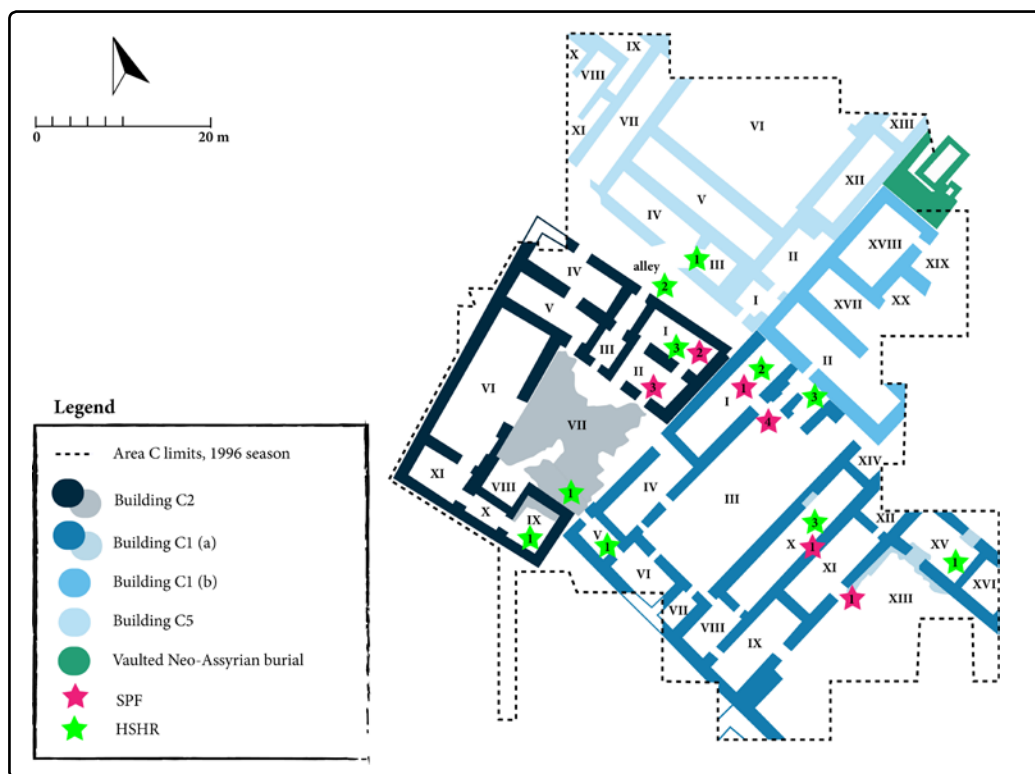 0
20 m
Legend
Area C limits, 1996 season
Building C2
Building C1 (a)
Building C1 (b)
Building C5
Vaulted Neo-Assyrian burial
SPF
HSHR
IX
X
VIII
VII
XI
VI
XIII
XII
V
IV
III
1
II
I
XVIII
XIX
XX
XVII
II
alley
2
IV
V
III
I
3
2
II
3
VI
VII
XI
VIII
X
IX
1
1
I
1
2
3
4
III
IV
V
1
VI
VII
VIII
IX
X
3
1
XI
XII
XIV
XIII
1
XV
1
XVI